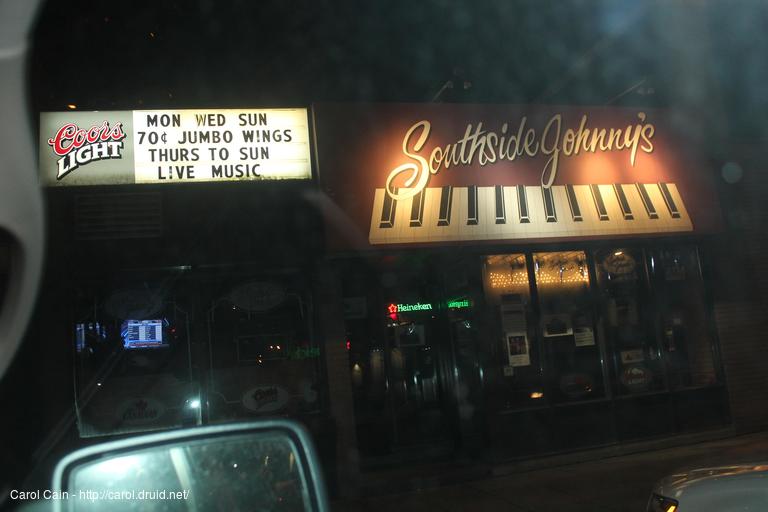 Coors
LIGHT
MON WED SUN
70¢ JUMBO WINGS
THURS TO SUN
LIVE MUSIC
Southside Johnny's
Heineken
Carol Cain - http://carol.druid.net/